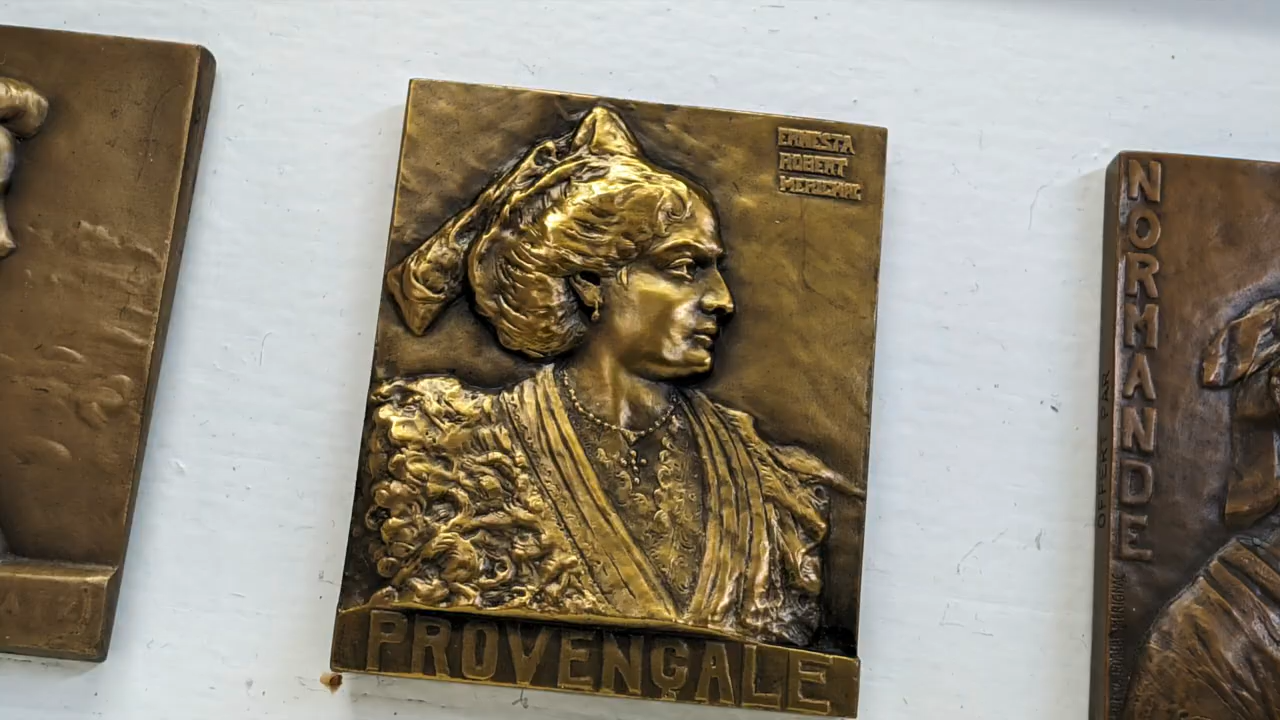 ERNESTA
ROBERT
MERIGNAC
PROVENÇALE
NORMANDE
OFFERT PAR